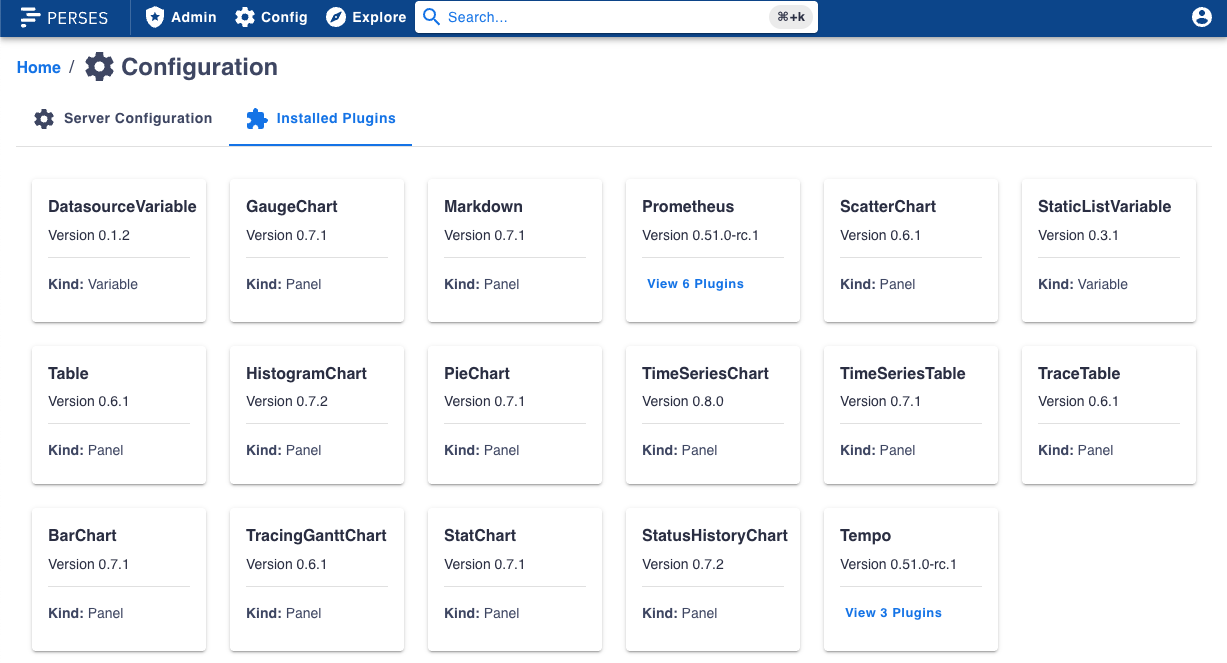 PERSES Admin Config Explore Search... ⌘+k
Home / Configuration
Server Configuration Installed Plugins
DatasourceVariable
Version 0.1.2
Kind: Variable
GaugeChart
Version 0.7.1
Kind: Panel
Markdown
Version 0.7.1
Kind: Panel
Prometheus
Version 0.51.0-rc.1
View 6 Plugins
ScatterChart
Version 0.6.1
Kind: Panel
StaticListVariable
Version 0.3.1
Kind: Variable
Table
Version 0.6.1
Kind: Panel
HistogramChart
Version 0.7.2
Kind: Panel
PieChart
Version 0.7.1
Kind: Panel
TimeSeriesChart
Version 0.8.0
Kind: Panel
TimeSeriesTable
Version 0.7.1
Kind: Panel
TraceTable
Version 0.6.1
Kind: Panel
BarChart
Version 0.7.1
Kind: Panel
TracingGanttChart
Version 0.6.1
Kind: Panel
StatChart
Version 0.7.1
Kind: Panel
StatusHistoryChart
Version 0.7.2
Kind: Panel
Tempo
Version 0.51.0-rc.1
View 3 Plugins